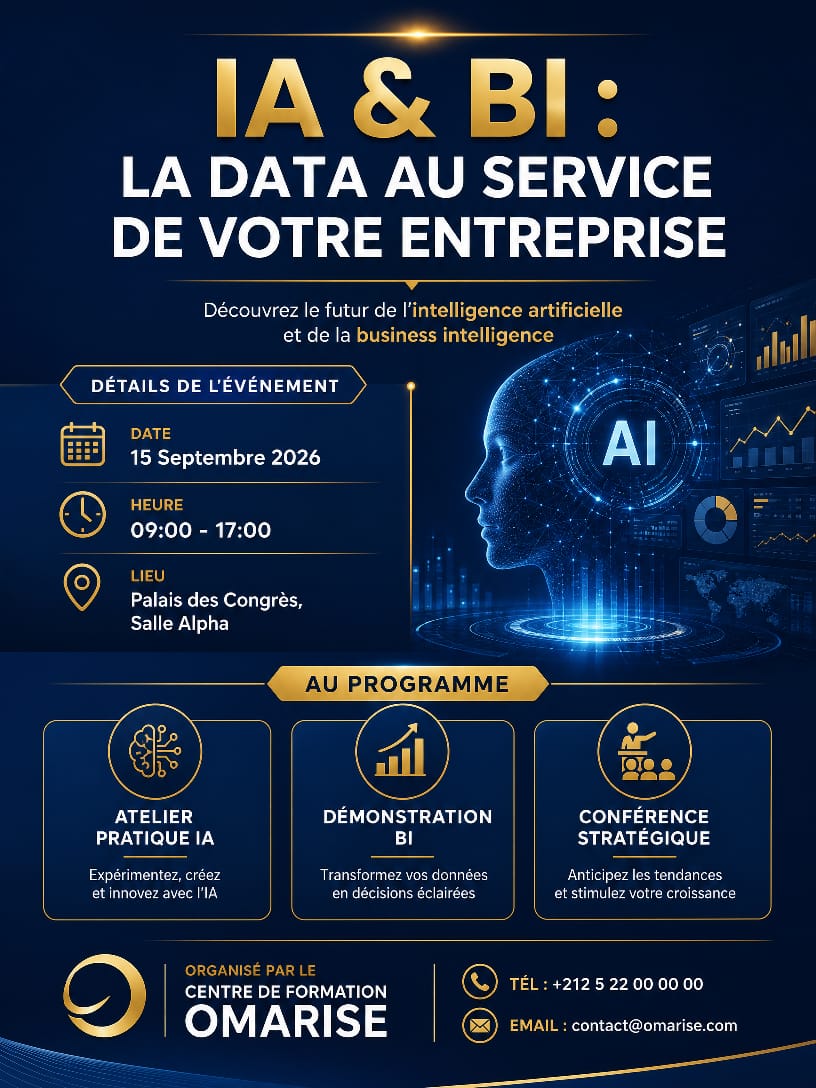 IA & BI :
LA DATA AU SERVICE
DE VOTRE ENTREPRISE
Découvrez le futur de l'intelligence artificielle
et de la business intelligence
DÉTAILS DE L'ÉVÉNEMENT
DATE
15 Septembre 2026
HEURE
09:00 - 17:00
LIEU
Palais des Congrès,
Salle Alpha
AI
AU PROGRAMME
ATELIER
PRATIQUE IA
Expérimentez, créez
et innovez avec l'IA
DÉMONSTRATION
BI
Transformez vos données
en décisions éclairées
CONFÉRENCE
STRATÉGIQUE
Anticipez les tendances
et stimulez votre croissance
ORGANISÉ PAR LE
CENTRE DE FORMATION
OMARISE
TÉL : +212 5 22 00 00 00
EMAIL : contact@omarise.com